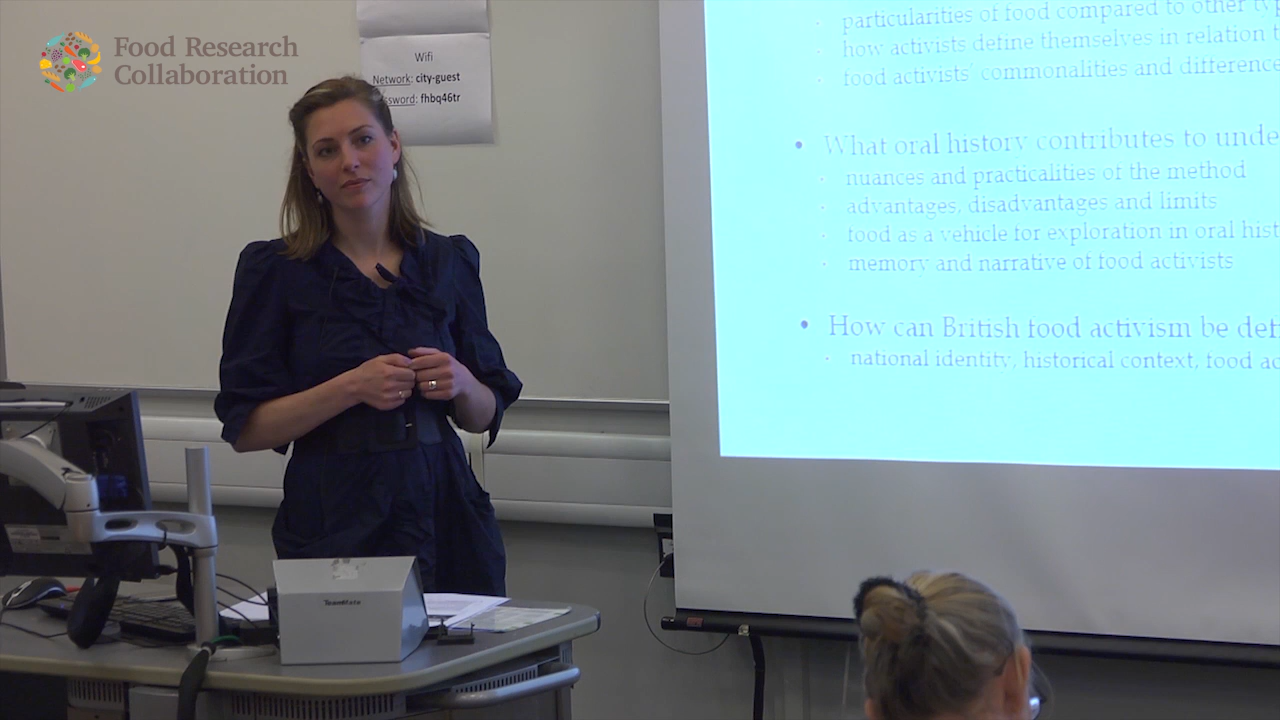 Food Research
Collaboration
Wifi
Network: city-guest
ssword: fhbq46tr
particularities of food compared to other typ
how activists define themselves in relation t
food activists' commonalities and difference
• What oral history contributes to unde
nuances and practicalities of the method
advantages, disadvantages and limits
food as a vehicle for exploration in oral hist
memory and narrative of food activists
• How can British food activism be def
national identity, historical context, food ac
TeamMate